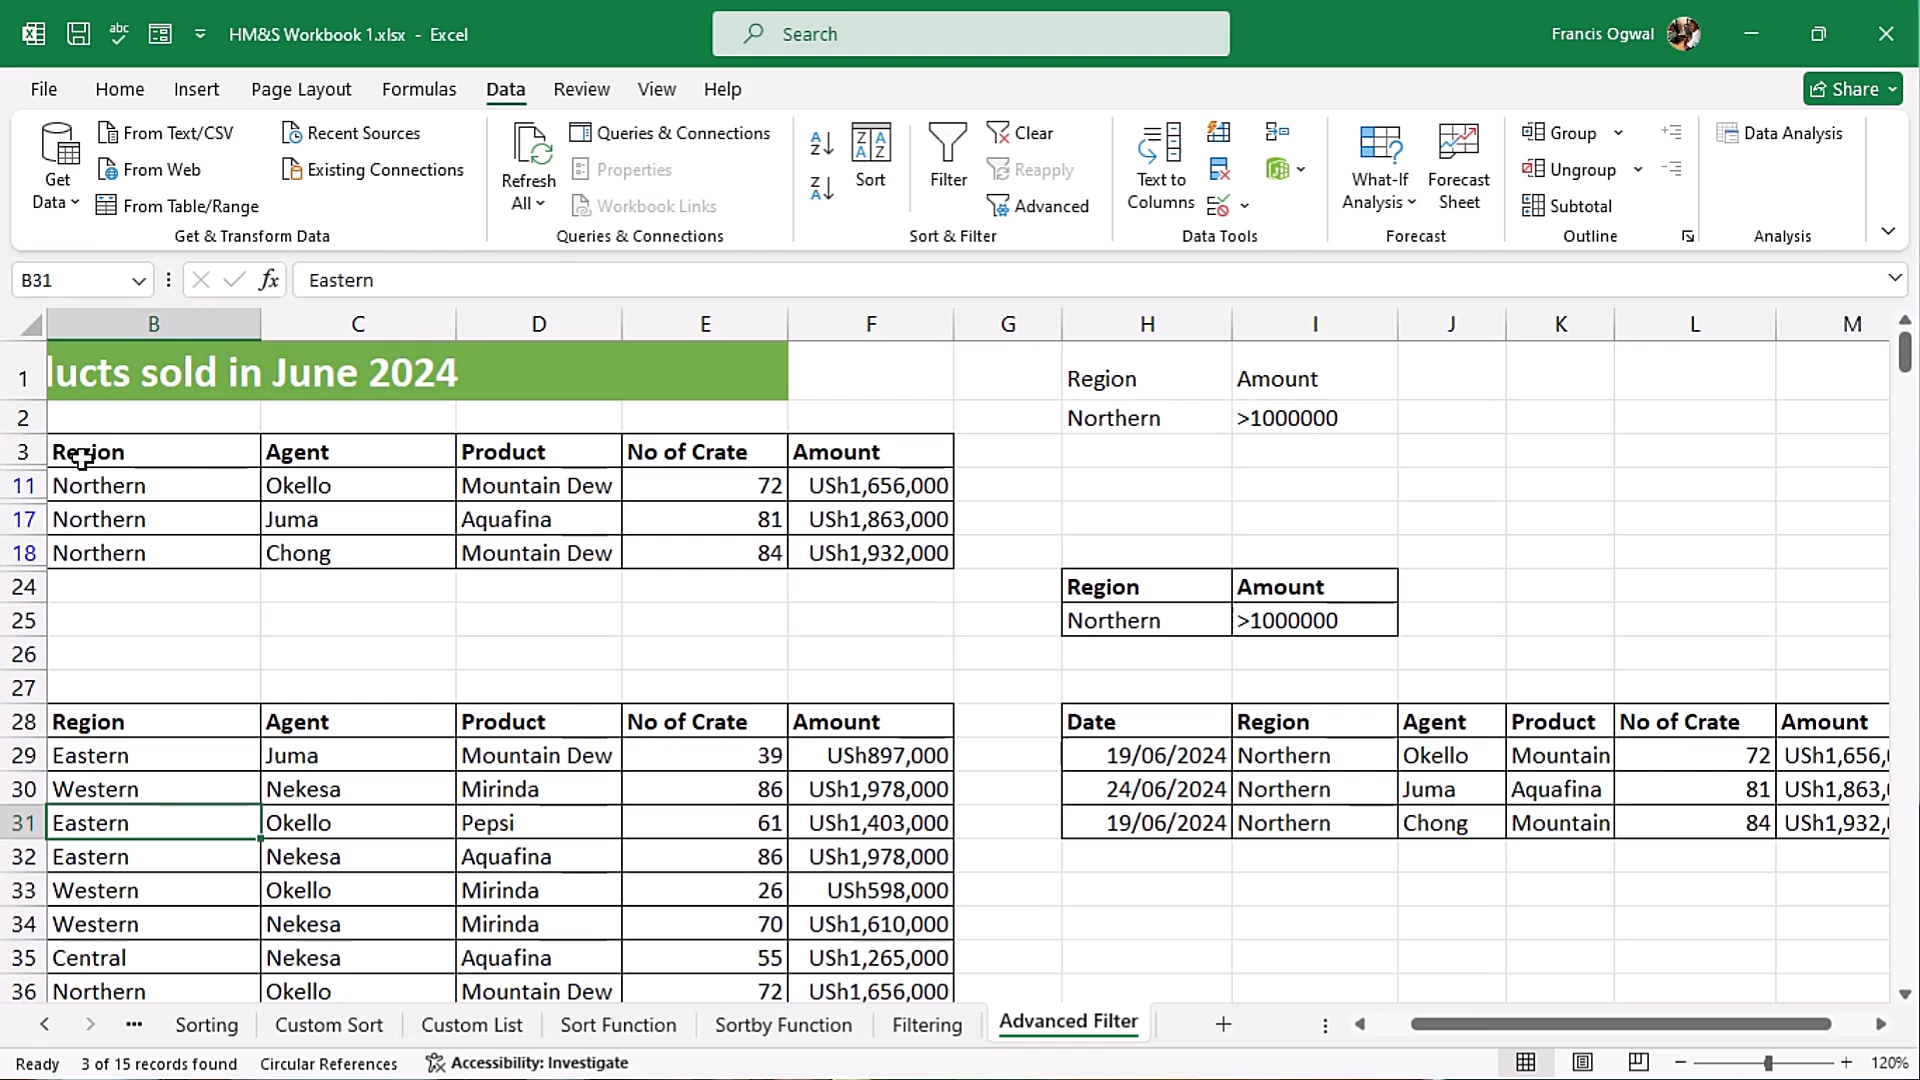 HM&S Workbook 1.xlsx - Excel
Search
Francis Ogwal
File Home Insert Page Layout Formulas Data Review View Help
Share
Get Data
From Text/CSV
From Web
From Table/Range
Recent Sources
Existing Connections
Get & Transform Data
Refresh All
Queries & Connections
Properties
Workbook Links
Queries & Connections
Sort
Filter
Clear
Reapply
Advanced
Sort & Filter
Text to Columns
Data Tools
What-If Analysis
Forecast Sheet
Forecast
Group
Ungroup
Subtotal
Outline
Data Analysis
Analysis
B31 fx Eastern
B C D E F G H I J K L M
1 ucts sold in June 2024 Region Amount
2 Northern >1000000
3 Region Agent Product No of Crate Amount
11 Northern Okello Mountain Dew 72 USh1,656,000
17 Northern Juma Aquafina 81 USh1,863,000
18 Northern Chong Mountain Dew 84 USh1,932,000
24 Region Amount
25 Northern >1000000
26
27
28 Region Agent Product No of Crate Amount Date Region Agent Product No of Crate Amount
29 Eastern Juma Mountain Dew 39 USh897,000 19/06/2024 Northern Okello Mountain 72 USh1,656,
30 Western Nekesa Mirinda 86 USh1,978,000 24/06/2024 Northern Juma Aquafina 81 USh1,863,
31 Eastern Okello Pepsi 61 USh1,403,000 19/06/2024 Northern Chong Mountain 84 USh1,932,
32 Eastern Nekesa Aquafina 86 USh1,978,000
33 Western Okello Mirinda 26 USh598,000
34 Western Nekesa Mirinda 70 USh1,610,000
35 Central Nekesa Aquafina 55 USh1,265,000
36 Northern Okello Mountain Dew 72 USh1,656,000
Sorting Custom Sort Custom List Sort Function Sortby Function Filtering Advanced Filter
Ready 3 of 15 records found Circular References Accessibility: Investigate 120%